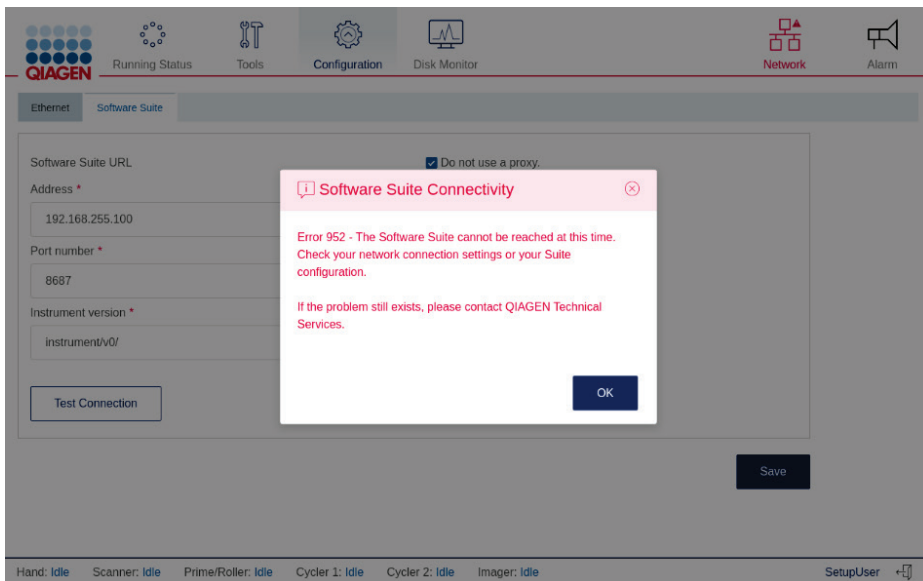 QIAGEN
Running Status
Tools
Configuration
Disk Monitor
Network
Alarm
Ethernet
Software Suite
Software Suite URL
Do not use a proxy.
Address *
192.168.255.100
Port number *
8687
Instrument version *
instrument/v0/
Test Connection
Software Suite Connectivity
Error 952 - The Software Suite cannot be reached at this time.
Check your network connection settings or your Suite
configuration.
If the problem still exists, please contact QIAGEN Technical
Services.
OK
Save
Hand: Idle Scanner: Idle Prime/Roller: Idle Cycler 1: Idle Cycler 2: Idle Imager: Idle SetupUser